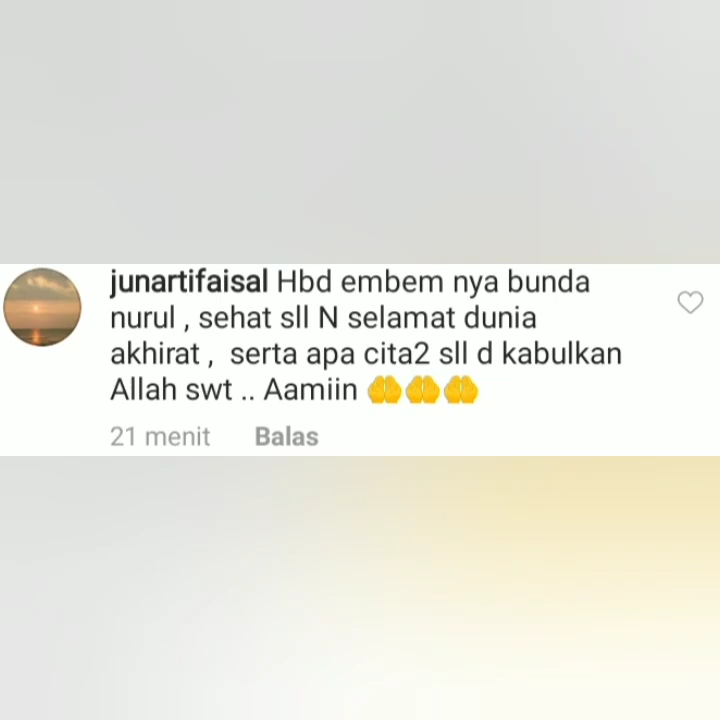 junartifaisal Hbd embem nya bunda
nurul , sehat sll N selamat dunia
akhirat ,  serta apa cita2 sll d kabulkan
Allah swt .. Aamiin 🤲🤲🤲
21 menit Balas